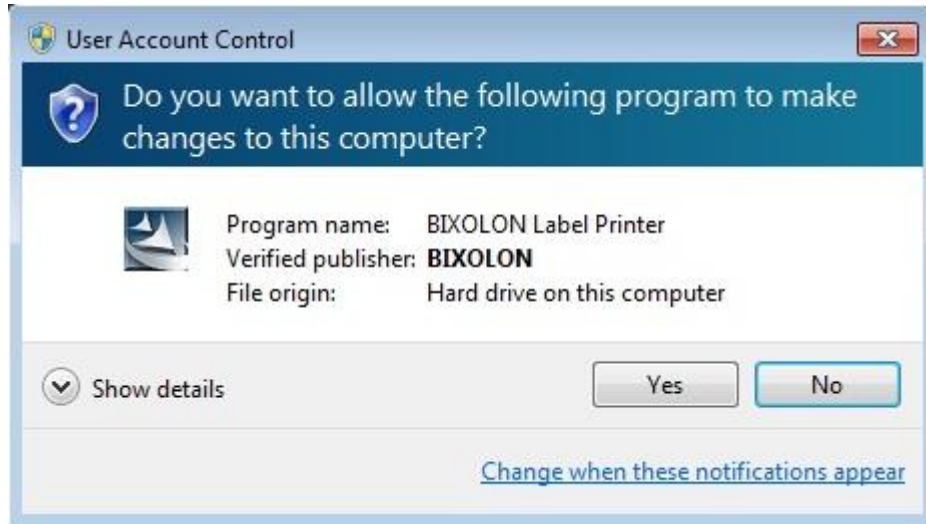 User Account Control
Do you want to allow the following program to make
changes to this computer?
Program name: BIXOLON Label Printer
Verified publisher: BIXOLON
File origin: Hard drive on this computer
Show details
Yes
No
Change when these notifications appear